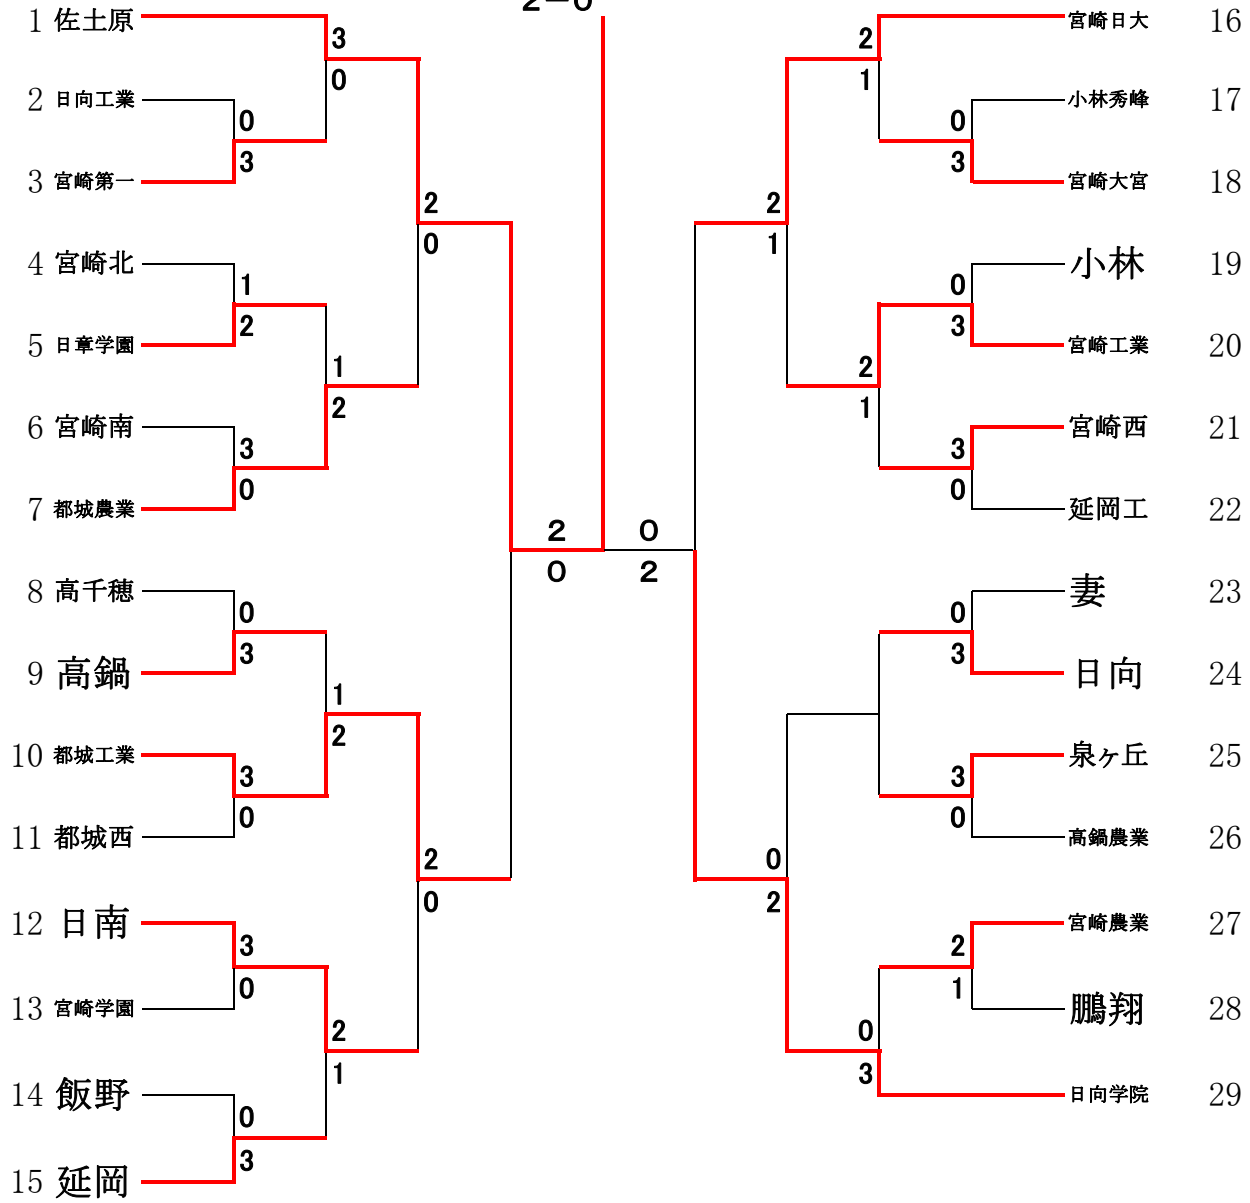 2-0
1 佐土原 3 2 宮崎日大 16
0 1
2 日向工業 0 0 小林秀峰 17
3 宮崎第一 3 3 宮崎大宮 18
2 2
0 1
4 宮崎北 1 0 小林 19
5 日章学園 2 3 宮崎工業 20
1 2
2 1
6 宮崎南 3 3 宮崎西 21
7 都城農業 0 0 延岡工 22
2 0
0 2
8 高千穂 0 0 妻 23
9 高鍋 3 3 日向 24
1
2
10 都城工業 3 3 泉ヶ丘 25
11 都城西 0 0 高鍋農業 26
2 0
0 2
12 日南 3 2 宮崎農業 27
13 宮崎学園 0 1 鵬翔 28
2 0
1 3
14 飯野 0 日向学院 29
15 延岡 3